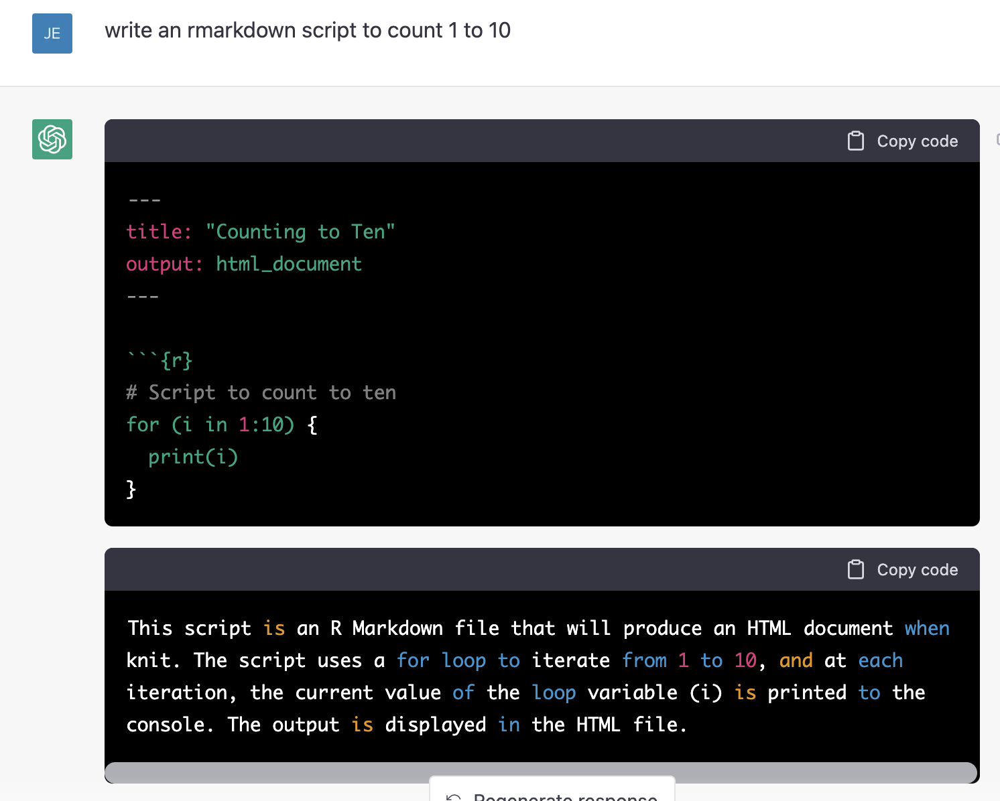 JE
write an rmarkdown script to count 1 to 10
Copy code
---
title: "Counting to Ten"
output: html_document
---
```{r}
# Script to count to ten
for (i in 1:10) {
  print(i)
}
Copy code
This script is an R Markdown file that will produce an HTML document when
knit. The script uses a for loop to iterate from 1 to 10, and at each
iteration, the current value of the loop variable (i) is printed to the
console. The output is displayed in the HTML file.
Regenerate response